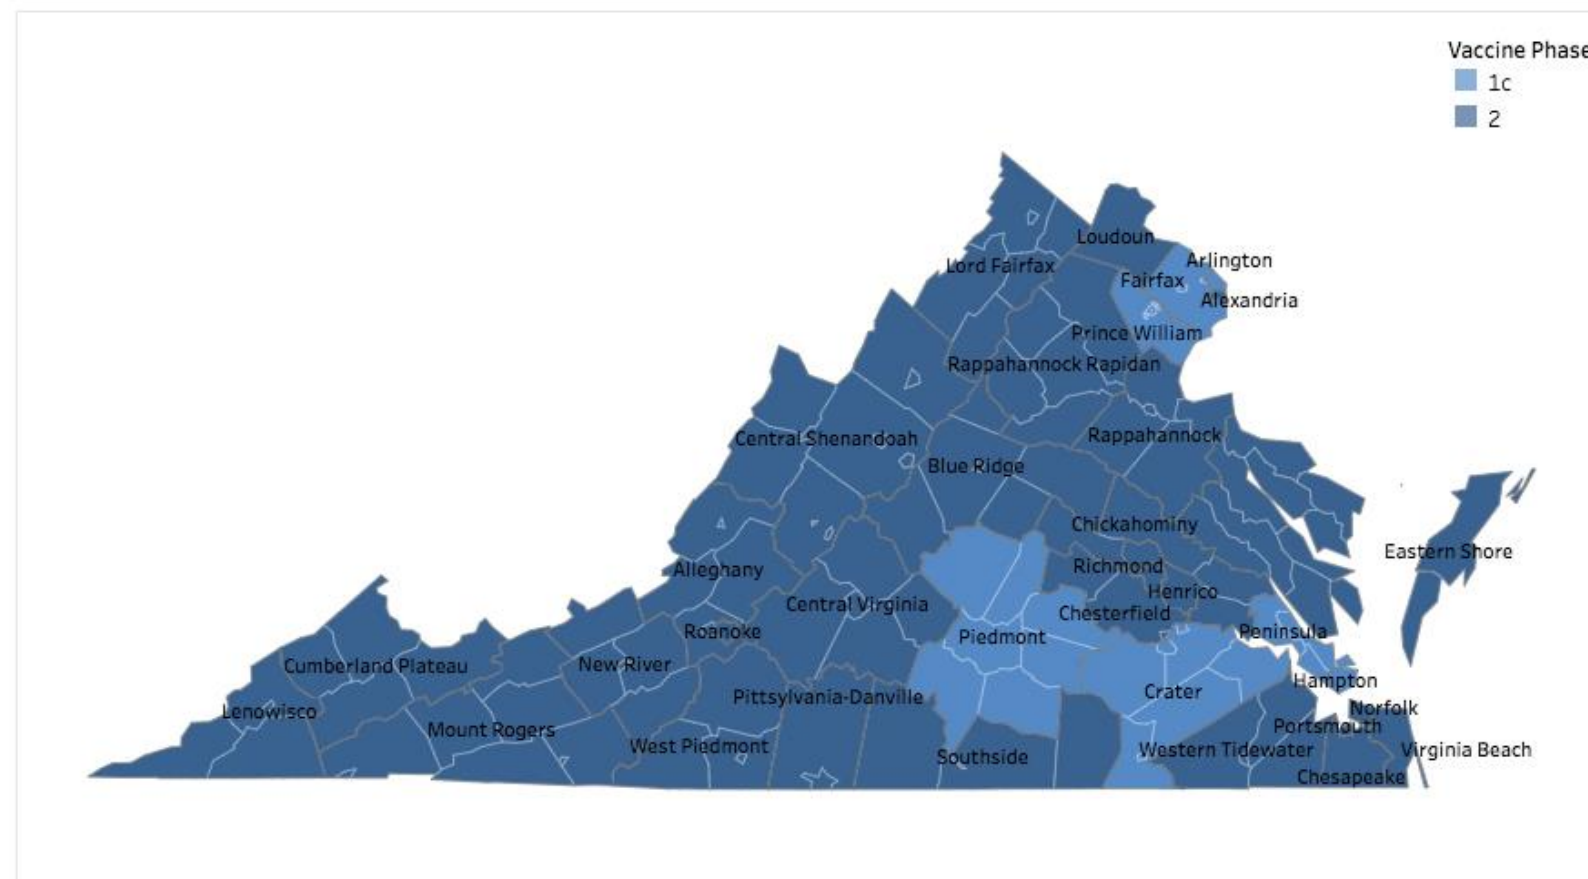 Vaccine Phase
1c
2
Loudoun
Arlington
Lord Fairfax
Fairfax
Alexandria
Prince William
Rappahannock Rapidan
Central Shenandoah
Rappahannock
Blue Ridge
Chickahominy
Eastern Shore
Richmond
Alleghany
Henrico
Central Virginia
Chesterfield
Roanoke
Piedmont
Peninsula
Cumberland Plateau
New River
Hampton
Crater
Pittsylvania-Danville
Lenowisco
Norfolk
Portsmouth
Mount Rogers
West Piedmont
Western Tidewater
Virginia Beach
Southside
Chesapeake